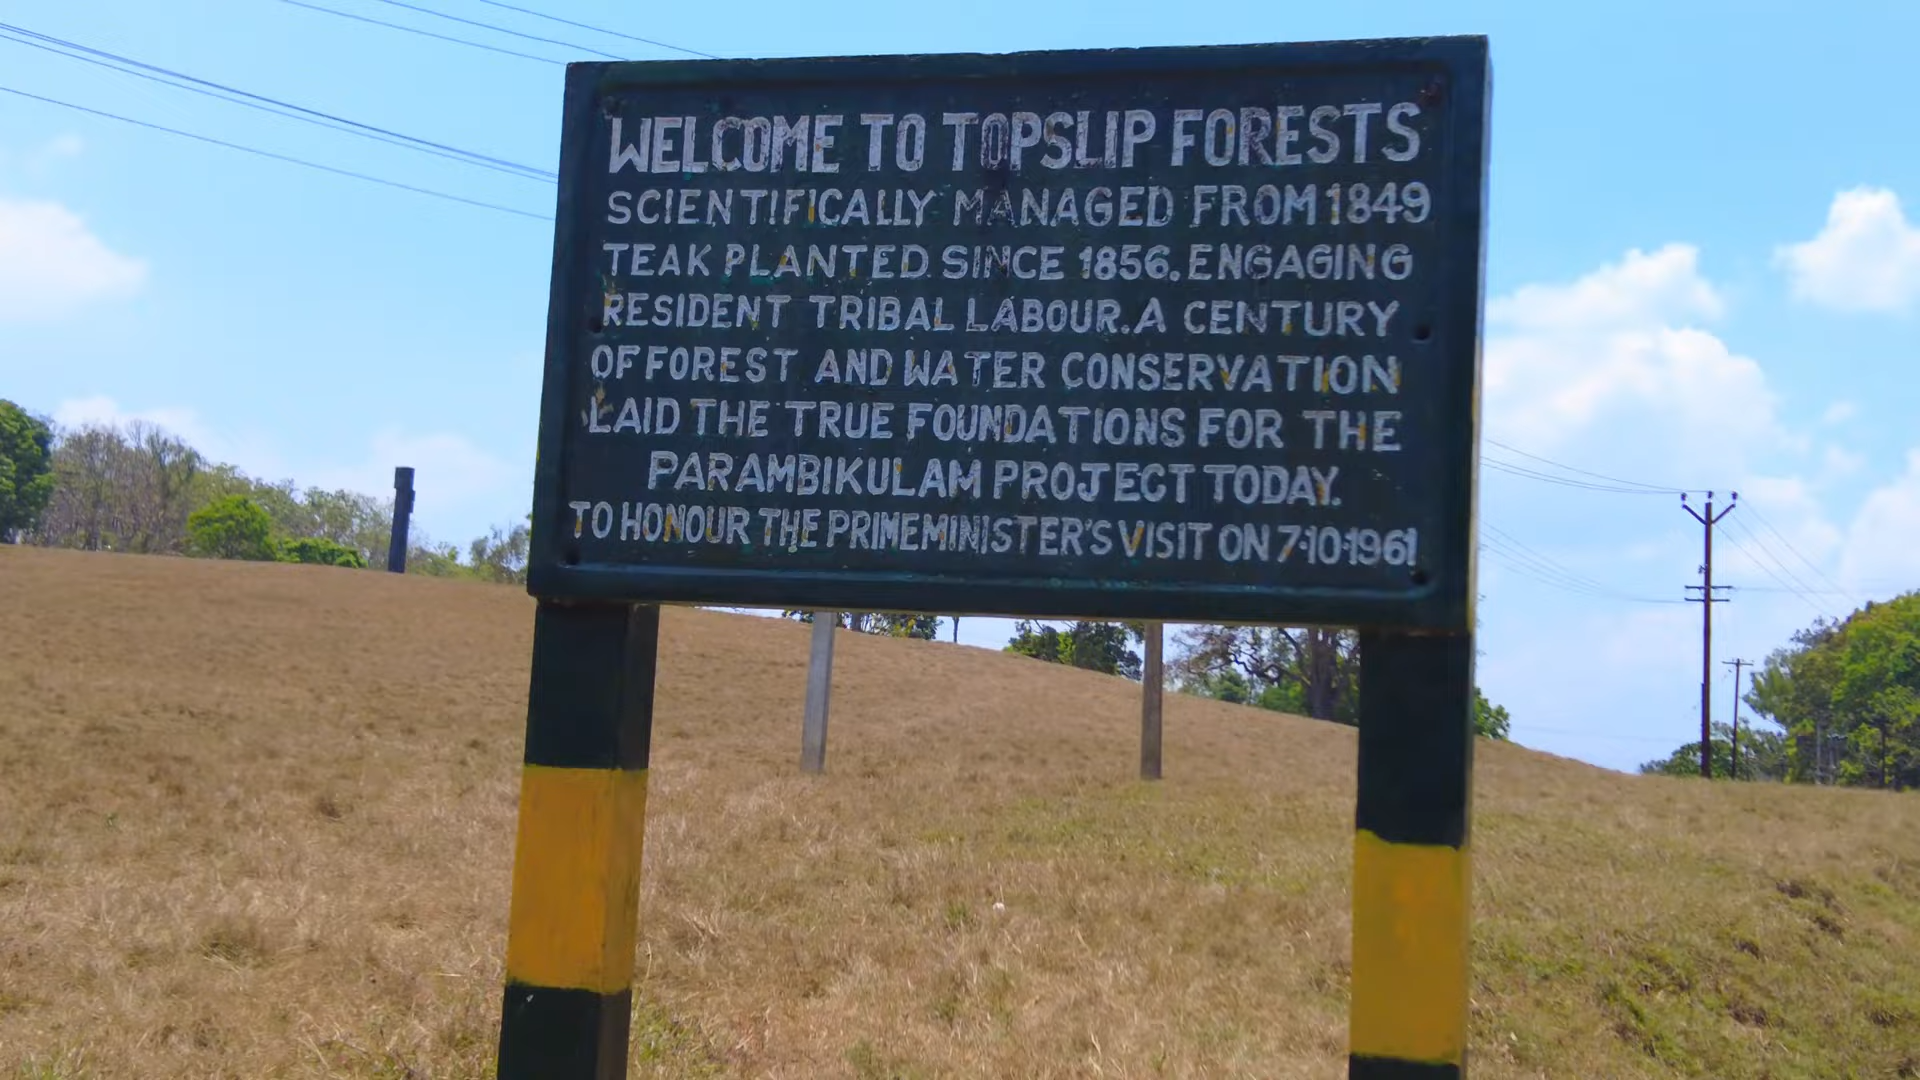 WELCOME TO TOPSLIP FORESTS
SCIENTIFICALLY MANAGED FROM 1849
TEAK PLANTED SINCE 1856. ENGAGING
RESIDENT TRIBAL LABOUR. A CENTURY
OF FOREST AND WATER CONSERVATION
LAID THE TRUE FOUNDATIONS FOR THE
PARAMBIKULAM PROJECT TODAY.
TO HONOUR THE PRIMEMINISTER'S VISIT ON 7·10·1961